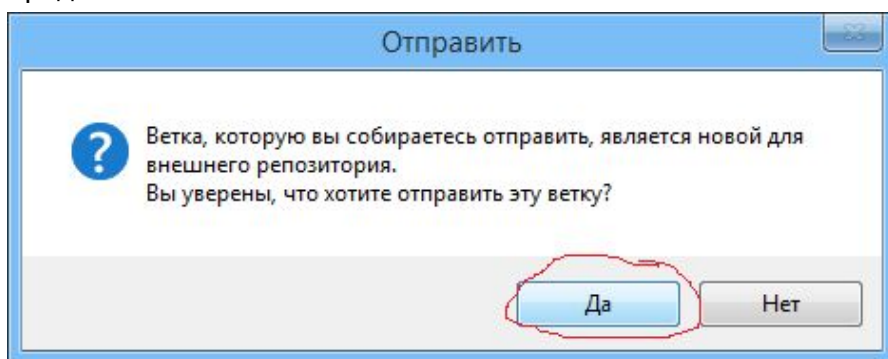 Отправить
Ветка, которую вы собираетесь отправить, является новой для
внешнего репозитория.
Вы уверены, что хотите отправить эту ветку?
Да
Нет